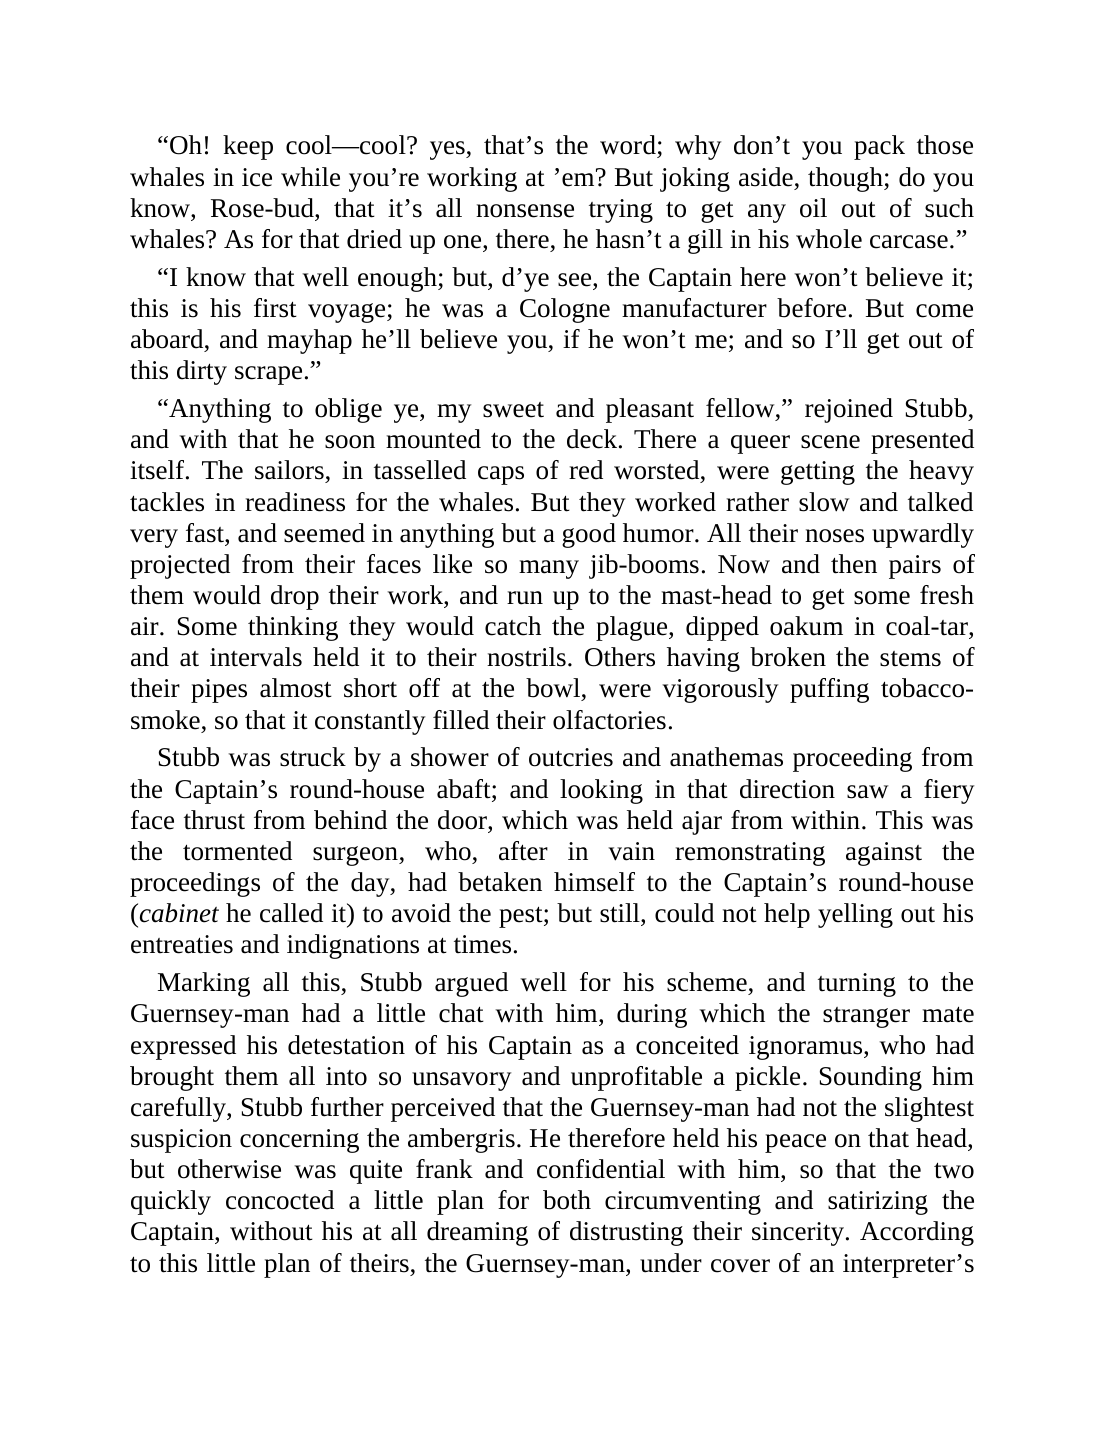 “Oh! keep cool—cool? yes, that’s the word; why don’t you pack those
whales in ice while you’re working at ’em? But joking aside, though; do you
know, Rose-bud, that it’s all nonsense trying to get any oil out of such
whales? As for that dried up one, there, he hasn’t a gill in his whole carcase.”
“I know that well enough; but, d’ye see, the Captain here won’t believe it;
this is his first voyage; he was a Cologne manufacturer before. But come
aboard, and mayhap he’ll believe you, if he won’t me; and so I’ll get out of
this dirty scrape.”
“Anything to oblige ye, my sweet and pleasant fellow,” rejoined Stubb,
and with that he soon mounted to the deck. There a queer scene presented
itself. The sailors, in tasselled caps of red worsted, were getting the heavy
tackles in readiness for the whales. But they worked rather slow and talked
very fast, and seemed in anything but a good humor. All their noses upwardly
projected from their faces like so many jib-booms. Now and then pairs of
them would drop their work, and run up to the mast-head to get some fresh
air. Some thinking they would catch the plague, dipped oakum in coal-tar,
and at intervals held it to their nostrils. Others having broken the stems of
their pipes almost short off at the bowl, were vigorously puffing tobacco-
smoke, so that it constantly filled their olfactories.
Stubb was struck by a shower of outcries and anathemas proceeding from
the Captain’s round-house abaft; and looking in that direction saw a fiery
face thrust from behind the door, which was held ajar from within. This was
the tormented surgeon, who, after in vain remonstrating against the
proceedings of the day, had betaken himself to the Captain’s round-house
(cabinet he called it) to avoid the pest; but still, could not help yelling out his
entreaties and indignations at times.
Marking all this, Stubb argued well for his scheme, and turning to the
Guernsey-man had a little chat with him, during which the stranger mate
expressed his detestation of his Captain as a conceited ignoramus, who had
brought them all into so unsavory and unprofitable a pickle. Sounding him
carefully, Stubb further perceived that the Guernsey-man had not the slightest
suspicion concerning the ambergris. He therefore held his peace on that head,
but otherwise was quite frank and confidential with him, so that the two
quickly concocted a little plan for both circumventing and satirizing the
Captain, without his at all dreaming of distrusting their sincerity. According
to this little plan of theirs, the Guernsey-man, under cover of an interpreter’s